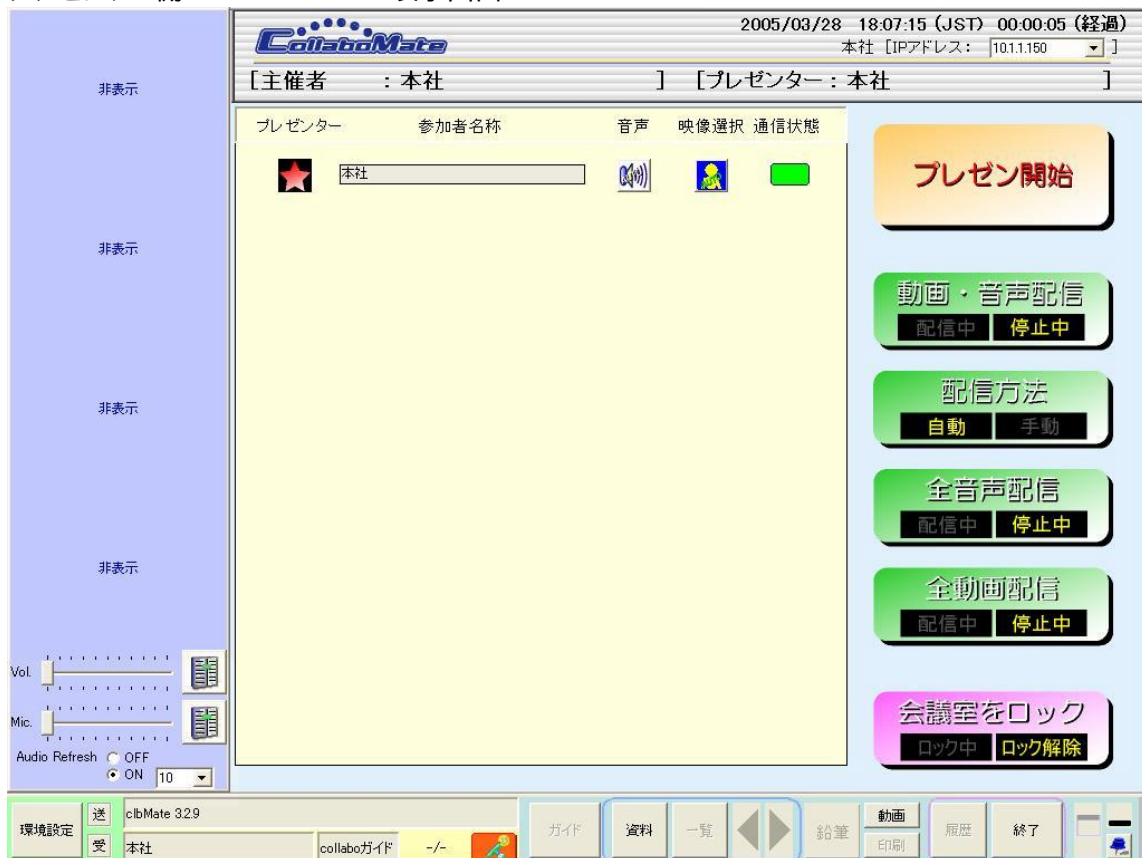 CollaboMate
2005/03/28 18:07:15 (JST) 00:00:05 (経過)
本社 [IPアドレス: 10.1.1.150 ]
[主催者 :本社 ] [プレゼンター:本社 ]
プレゼンター 参加者名称 音声 映像選択 通信状態
本社
非表示
非表示
非表示
非表示
Vol.
Mic.
Audio Refresh OFF
ON 10
プレゼン開始
動画・音声配信
配信中 停止中
配信方法
自動 手動
全音声配信
配信中 停止中
全動画配信
配信中 停止中
会議室をロック
ロック中 ロック解除
環境設定
送 clbMate 3.2.9
受 本社 collaboガイド -/-
ガイド 資料 一覧 鉛筆
動画
印刷
履歴 終了